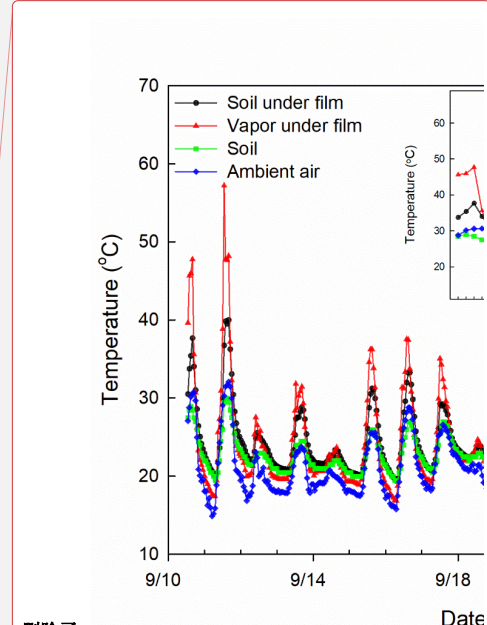 70
Soil under film
Vapor under film
Soil
Ambient air
60
50
40
30
20
10
Temperature (°C)
9/10
9/14
9/18
Date
60
50
40
30
20
Temperature (°C)